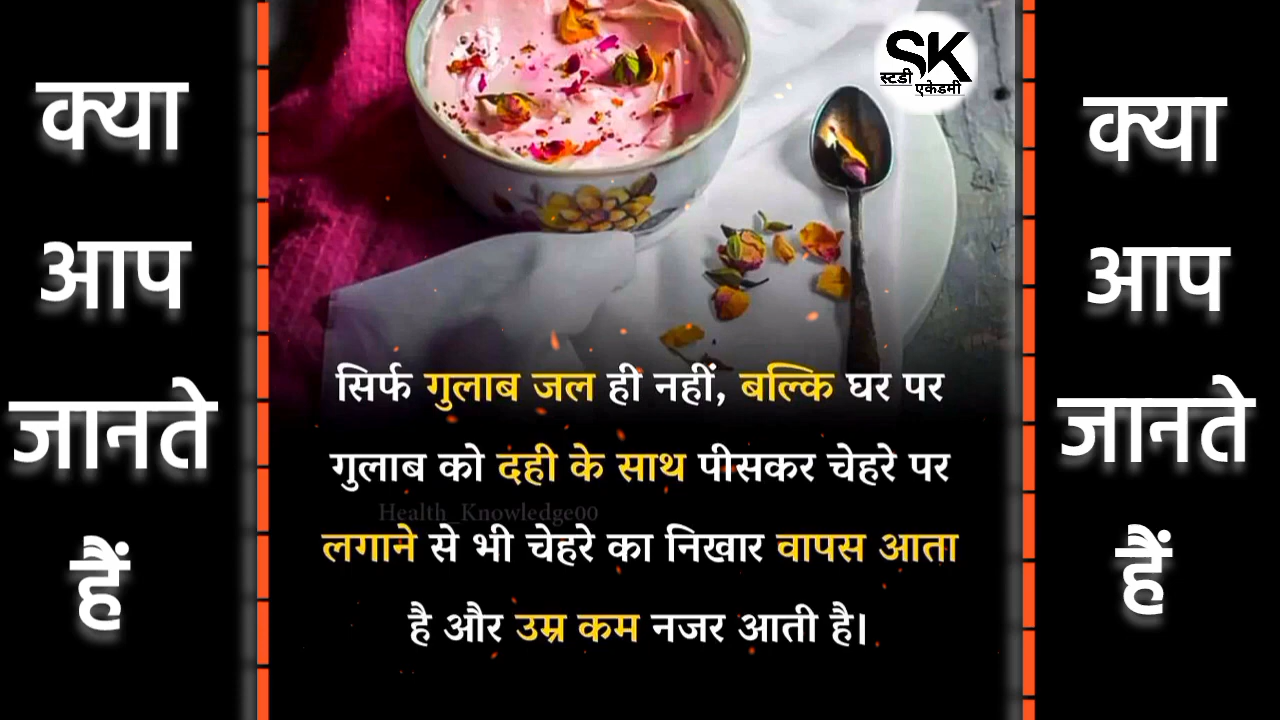 क्या
आप
जानते
हैं
SK
स्टडी
एकेडमी
सिर्फ गुलाब जल ही नहीं, बल्कि घर पर
गुलाब को दही के साथ पीसकर चेहरे पर
Health_Knowledge00
लगाने से भी चेहरे का निखार वापस आता
है और उम्र कम नजर आती है।
क्या
आप
जानते
हैं